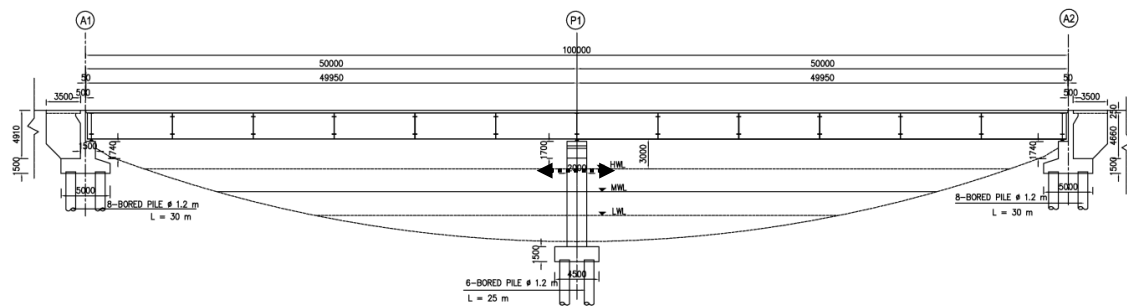 A1
P1
A2
100000
50000
50000
50
49950
49950
50
500
500
3500
3500
4910
1500
1500
1740
1700
3000
1740
250
4660
1500
2000
HWL
MWL
LWL
5000
5000
8-BORED PILE ø 1.2 m
L = 30 m
8-BORED PILE ø 1.2 m
L = 30 m
1500
4500
6-BORED PILE ø 1.2 m
L = 25 m